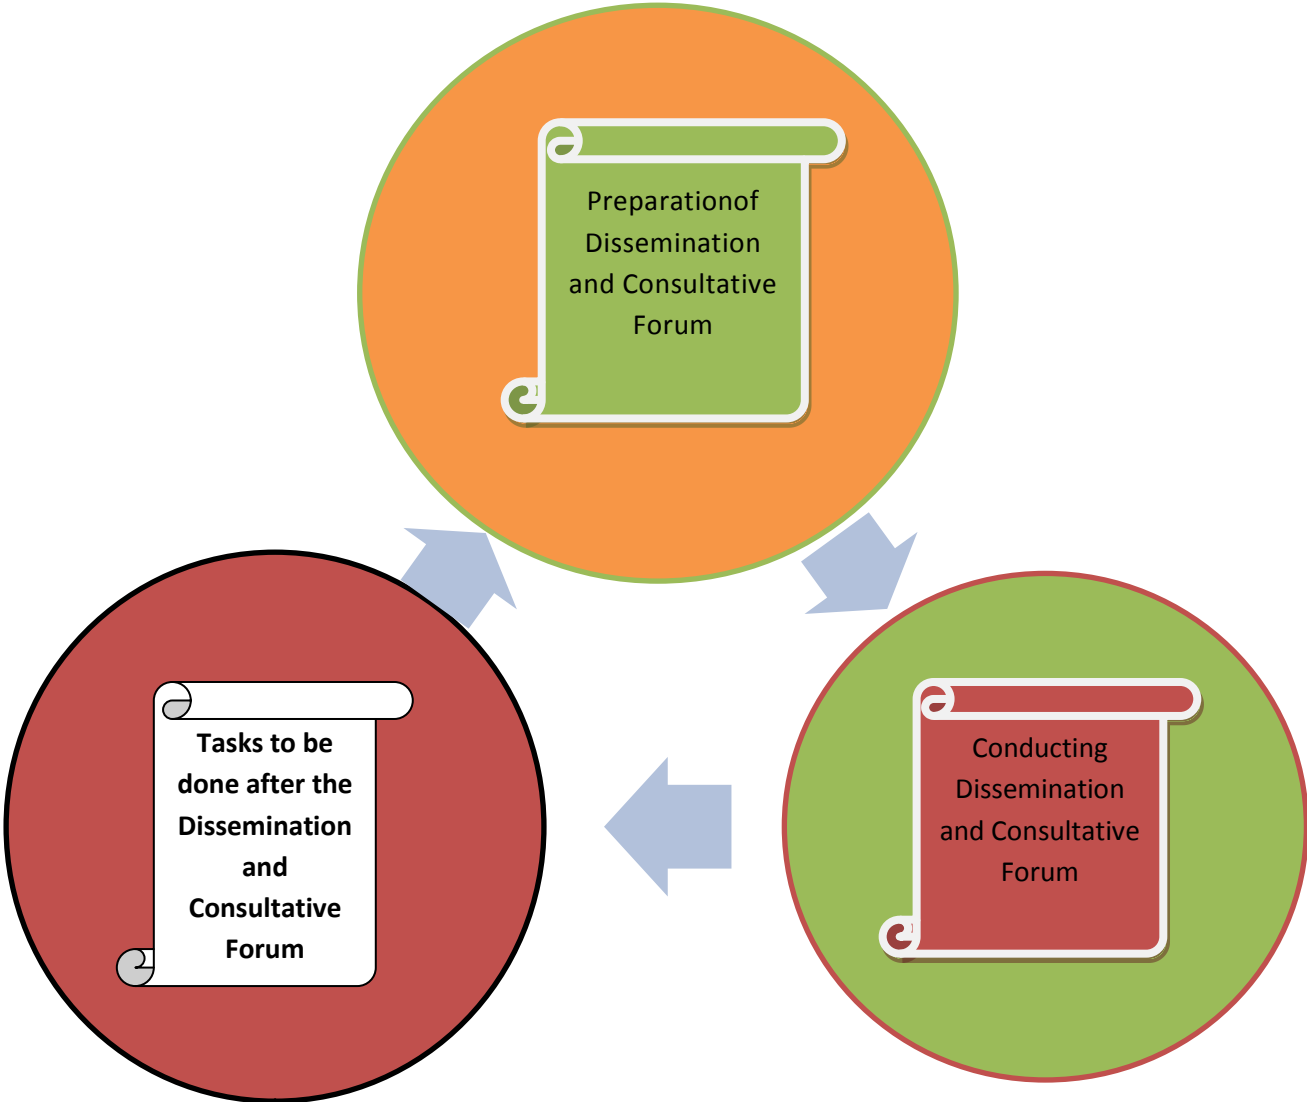 Preparationof
Dissemination
and Consultative
Forum
Conducting
Dissemination
and Consultative
Forum
Tasks to be
done after the
Dissemination
and
Consultative
Forum